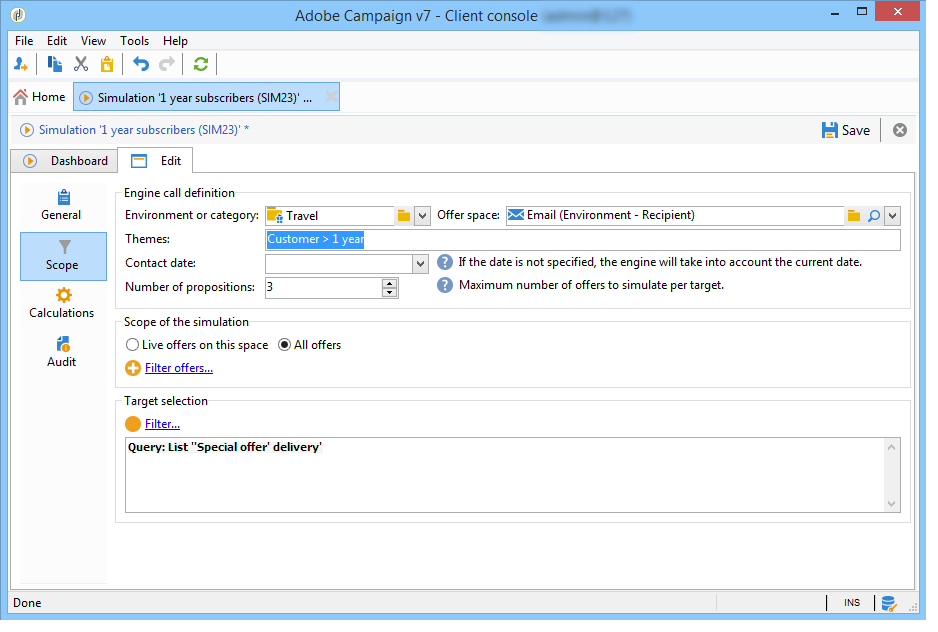 Adobe Campaign v7 - Client console
File Edit View Tools Help
Home Simulation '1 year subscribers (SIM23)' ...
Simulation '1 year subscribers (SIM23)' * Save
Dashboard Edit
General
Scope
Calculations
Audit
Engine call definition
Environment or category: Travel Offer space: Email (Environment - Recipient)
Themes: Customer > 1 year
Contact date: ? If the date is not specified, the engine will take into account the current date.
Number of propositions: 3 ? Maximum number of offers to simulate per target.
Scope of the simulation
Live offers on this space All offers
Filter offers...
Target selection
Filter...
Query: List ''Special offer' delivery'
Done INS